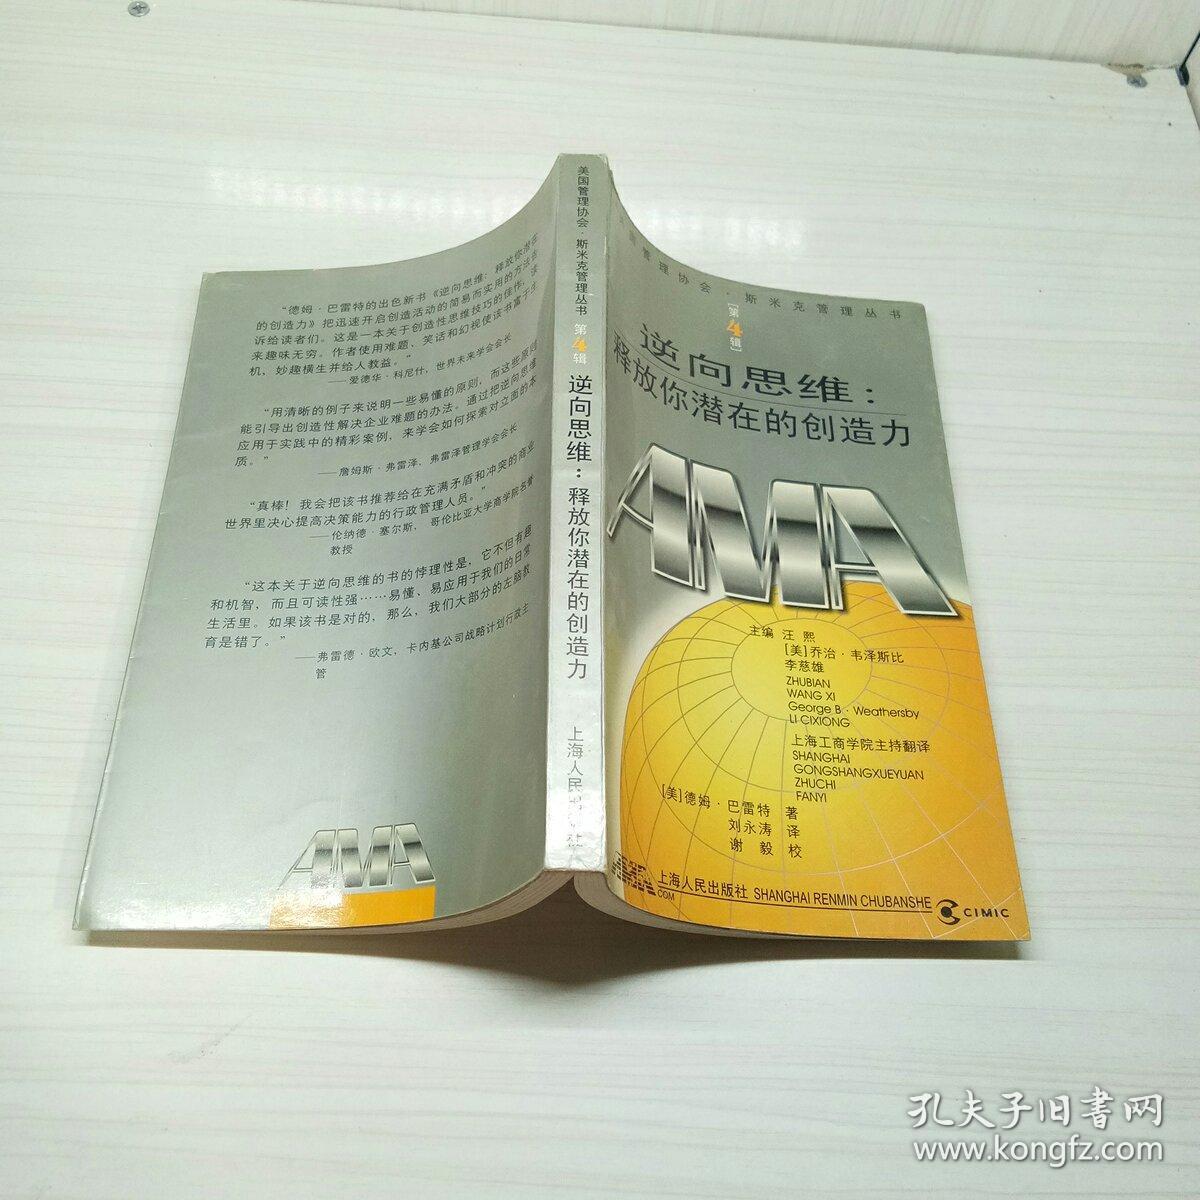 “德姆·巴雷特的出色新书《逆向思维：释放你潜在
的创造力》把迅速开启创造活动的简易而实用的方法告
诉给读者们。这是一本关于创造性思维技巧的佳作，读
来趣味无穷。作者使用难题、笑话和幻视使该书富于生
机，妙趣横生并给人教益。”
——爱德华·科尼什，世界未来学会会长
“用清晰的例子来说明一些易懂的原则，而这些原则
能引导出创造性解决企业难题的办法。通过把逆向思维
应用于实践中的精彩案例，来学会如何探索对立面的本
质。”
——詹姆斯·弗雷泽，弗雷泽管理学会会长
“真棒！我会把该书推荐给在充满矛盾和冲突的商业
世界里决心提高决策能力的行政管理人员。”
——伦纳德·塞尔斯，哥伦比亚大学商学院名誉
教授
“这本关于逆向思维的书的悖理性是，它不但有趣
和机智，而且可读性强……易懂、易应用于我们的日常
生活里。如果该书是对的，那么，我们大部分的左脑教
育是错了。”
——弗雷德·欧文，卡内基公司战略计划行政主
管
AMA
美国管理协会·斯米克管理丛书 第4辑 逆向思维：释放你潜在的创造力 上海人民出版社
美国管理协会·斯米克管理丛书
[第4辑]
逆向思维：
释放你潜在的创造力
AMA
主编 汪熙
[美]乔治·韦泽斯比
李慈雄
ZHUBIAN
WANG XI
George B·Weathersby
LI CIXIONG
上海工商学院主持翻译
SHANGHAI
GONGSHANGXUEYUAN
ZHUCHI
FANYI
[美]德姆·巴雷特 著
刘永涛 译
谢毅 校
COM
上海人民出版社 SHANGHAI RENMIN CHUBANSHE
CIMIC
孔夫子旧书网
www.kongfz.com